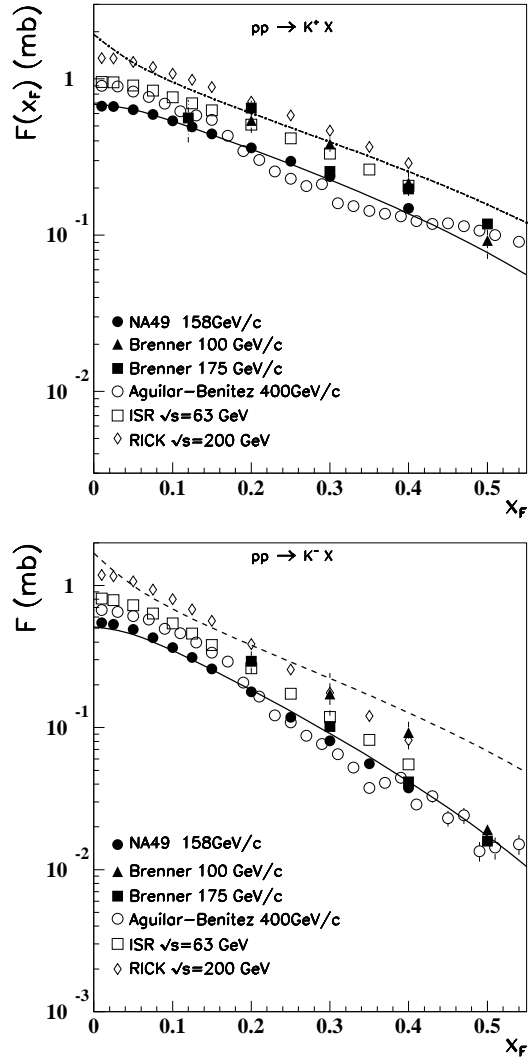 pp → K⁺ X
F(x_F) (mb)
1
10⁻¹
10⁻²
NA49 158GeV/c
Brenner 100 GeV/c
Brenner 175 GeV/c
Aguilar-Benitez 400GeV/c
ISR √s=63 GeV
RICK √s=200 GeV
0 0.1 0.2 0.3 0.4 0.5
x_F
pp → K⁻ X
F (mb)
1
10⁻¹
10⁻²
10⁻³
NA49 158GeV/c
Brenner 100 GeV/c
Brenner 175 GeV/c
Aguilar-Benitez 400GeV/c
ISR √s=63 GeV
RICK √s=200 GeV
0 0.1 0.2 0.3 0.4 0.5
x_F